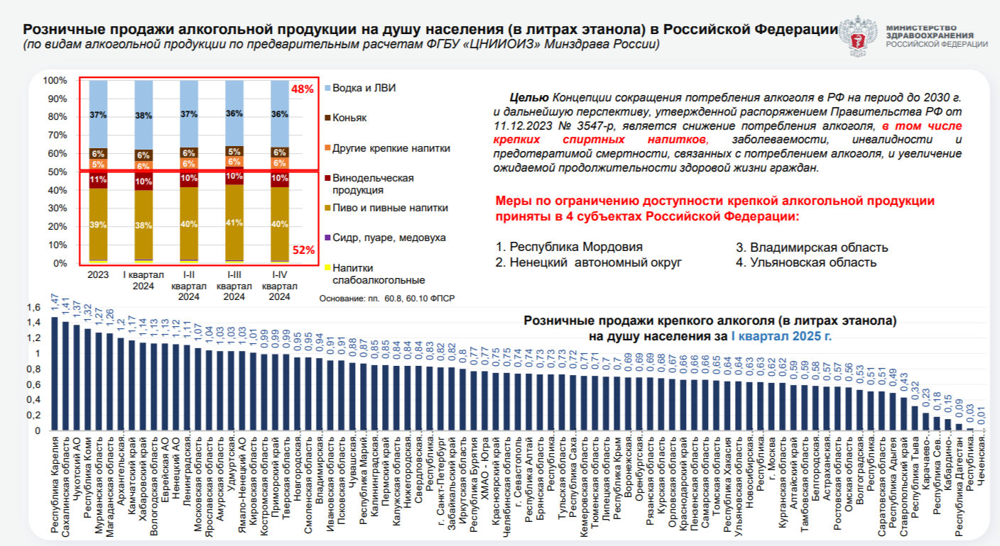 Розничные продажи алкогольной продукции на душу населения (в литрах этанола) в Российской Федерации
(по видам алкогольной продукции по предварительным расчетам ФГБУ «ЦНИИОИЗ» Минздрава России)
МИНИСТЕРСТВО
ЗДРАВООХРАНЕНИЯ
РОССИЙСКОЙ ФЕДЕРАЦИИ
100%
90%
80%
70%
60%
50%
40%
30%
20%
10%
0%
37% 38% 37% 36% 36%
6% 6% 6% 5% 6%
5% 6% 6% 6% 6%
11% 10% 10% 10% 10%
39% 38% 40% 41% 40%
48%
52%
2023
I квартал
2024
I-II
квартал
2024
I-III
квартал
2024
I-IV
квартал
2024
Водка и ЛВИ
Коньяк
Другие крепкие напитки
Винодельческая
продукция
Пиво и пивные напитки
Сидр, пуаре, медовуха
Напитки
слабоалкогольные
Основание: пп. 60.8, 60.10 ФПСР
Целью Концепции сокращения потребления алкоголя в РФ на период до 2030 г.
и дальнейшую перспективу, утвержденной распоряжением Правительства РФ от
11.12.2023 № 3547-р, является снижение потребления алкоголя, в том числе
крепких спиртных напитков, заболеваемости, инвалидности и
предотвратимой смертности, связанных с потреблением алкоголя, и увеличение
ожидаемой продолжительности здоровой жизни граждан.
Меры по ограничению доступности крепкой алкогольной продукции
приняты в 4 субъектах Российской Федерации:
1. Республика Мордовия
2. Ненецкий автономный округ
3. Владимирская область
4. Ульяновская область
Розничные продажи крепкого алкоголя (в литрах этанола)
на душу населения за I квартал 2025 г.
1,6
1,4
1,2
1
0,8
0,6
0,4
0,2
0
1,47 1,41 1,37 1,32 1,27 1,26 1,2 1,17 1,14 1,13 1,13 1,12 1,11 1,07 1,04 1,03 1,03 1,03 1,01 0,99 0,99 0,99 0,95 0,95 0,94 0,91 0,91 0,88 0,87 0,85 0,85 0,84 0,84 0,84 0,83 0,82 0,82 0,8 0,77 0,77 0,75 0,75 0,74 0,74 0,73 0,73 0,73 0,72 0,71 0,71 0,7 0,7 0,69 0,69 0,69 0,68 0,67 0,66 0,66 0,66 0,65 0,64 0,64 0,63 0,63 0,62 0,62 0,59 0,59 0,58 0,57 0,57 0,56 0,53 0,51 0,51 0,49 0,43 0,32 0,23 0,18 0,15 0,09 0,03 0,01
Республика Карелия
Сахалинская область
Чукотский АО
Республика Коми
Мурманская область
Магаданская область
Архангельская..
Камчатский край
Хабаровский край
Вологодская область
Еврейская АО
Ненецкий АО
Ленинградская..
Московская область
Ярославская область
Амурская область
Удмуртская..
Ямало-Ненецкий АО
Кировская область
Костромская область
Приморский край
Тверская область
Новгородская..
Смоленская область
Владимирская..
Ивановская область
Псковская область
Чувашская..
Республика Марий..
Калининградская..
Пермский край
Калужская область
Нижегородская..
Свердловская..
Республика..
г. Санкт-Петербург
Забайкальский край
Иркутская область
Республика Бурятия
ХМАО - Югра
Красноярский край
Челябинская область
г. Севастополь
Республика Алтай
Брянская область
Республика..
Тульская область
Республика Саха..
Кемеровская область
Тюменская область
Липецкая область
Республика Крым
Воронежская..
Оренбургская..
Рязанская область
Курская область
Орловская область
Краснодарский край
Пензенская область
Самарская область
Томская область
Республика Хакасия
Ульяновская область
Новосибирская..
Республика..
г. Москва
Курганская область
Алтайский край
Тамбовская область
Белгородская..
Астраханская..
Ростовская область
Омская область
Волгоградская..
Республика..
Саратовская область
Республика Адыгея
Ставропольский край
Республика Тыва
Карачаево-..
Республика Сев..
Кабардино-..
Республика Дагестан
Республика..
Чеченская..